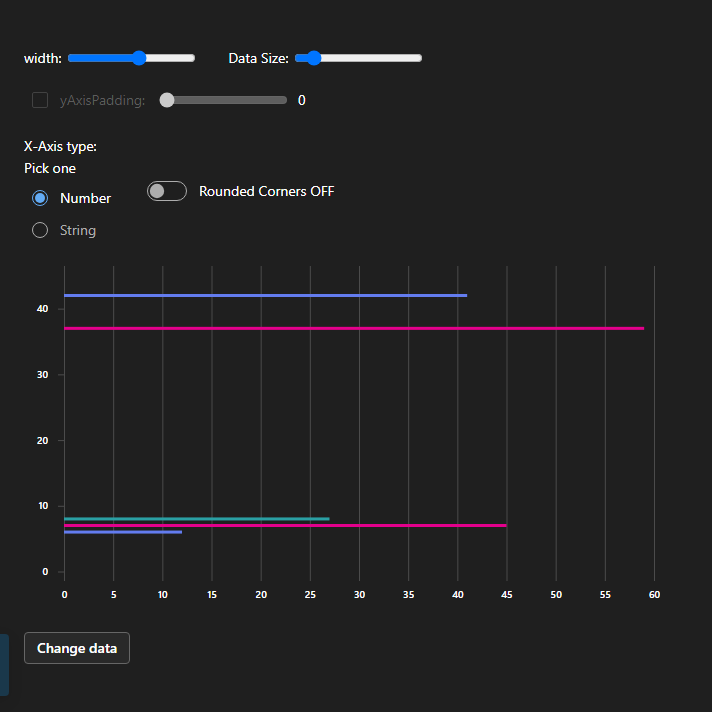 width: Data Size:
yAxisPadding: 0
X-Axis type:
Pick one
Number Rounded Corners OFF
String
40
30
20
10
0
0 5 10 15 20 25 30 35 40 45 50 55 60
Change data